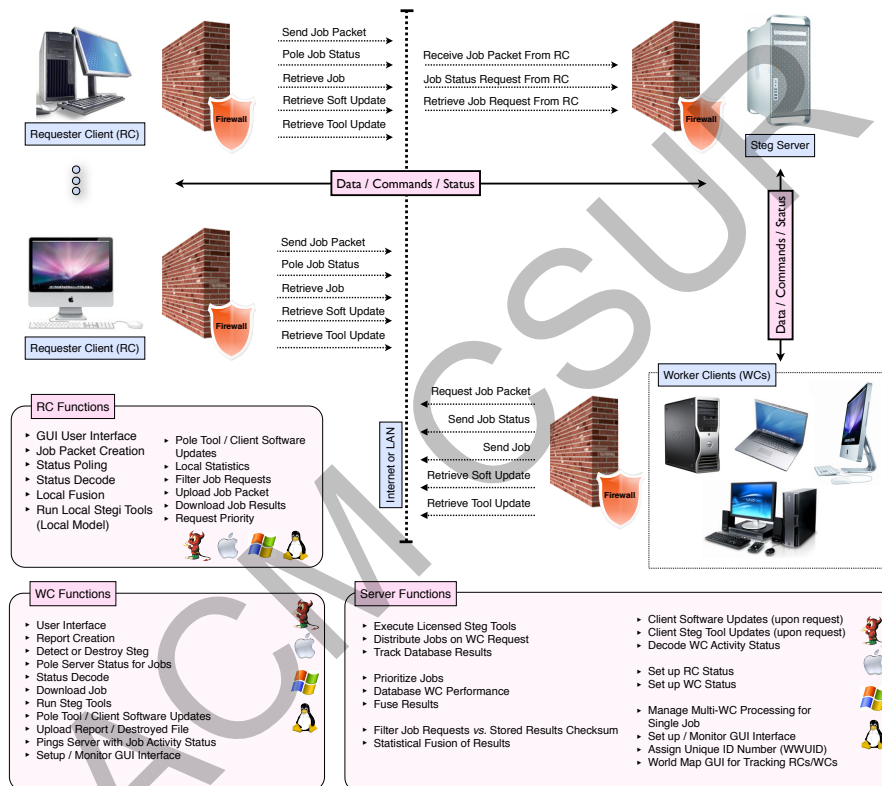 Send Job Packet
Pole Job Status
Retrieve Job
Retrieve Soft Update
Retrieve Tool Update
Firewall
Requester Client (RC)
Receive Job Packet From RC
Job Status Request From RC
Retrieve Job Request From RC
Firewall
Steg Server
Data / Commands / Status
Send Job Packet
Pole Job Status
Retrieve Job
Retrieve Soft Update
Retrieve Tool Update
Firewall
Requester Client (RC)
Data / Commands / Status
Internet or LAN
Request Job Packet
Send Job Status
Send Job
Retrieve Soft Update
Retrieve Tool Update
Firewall
Worker Clients (WCs)
RC Functions
‣ GUI User Interface
‣ Job Packet Creation
‣ Status Poling
‣ Status Decode
‣ Local Fusion
‣ Run Local Stegi Tools
(Local Model)
‣ Pole Tool / Client Software
Updates
‣ Local Statistics
‣ Filter Job Requests
‣ Upload Job Packet
‣ Download Job Results
‣ Request Priority
WC Functions
‣ User Interface
‣ Report Creation
‣ Detect or Destroy Steg
‣ Pole Server Status for Jobs
‣ Status Decode
‣ Download Job
‣ Run Steg Tools
‣ Pole Tool / Client Software Updates
‣ Upload Report / Destroyed File
‣ Pings Server with Job Activity Status
‣ Setup / Monitor GUI Interface
Server Functions
‣ Execute Licensed Steg Tools
‣ Distribute Jobs on WC Request
‣ Track Database Results
‣ Prioritize Jobs
‣ Database WC Performance
‣ Fuse Results
‣ Filter Job Requests vs. Stored Results Checksum
‣ Statistical Fusion of Results
‣ Client Software Updates (upon request)
‣ Client Steg Tool Updates (upon request)
‣ Decode WC Activity Status
‣ Set up RC Status
‣ Set up WC Status
‣ Manage Multi-WC Processing for
Single Job
‣ Set up / Monitor GUI Interface
‣ Assign Unique ID Number (WWUID)
‣ World Map GUI for Tracking RCs/WCs
ACM CSUR